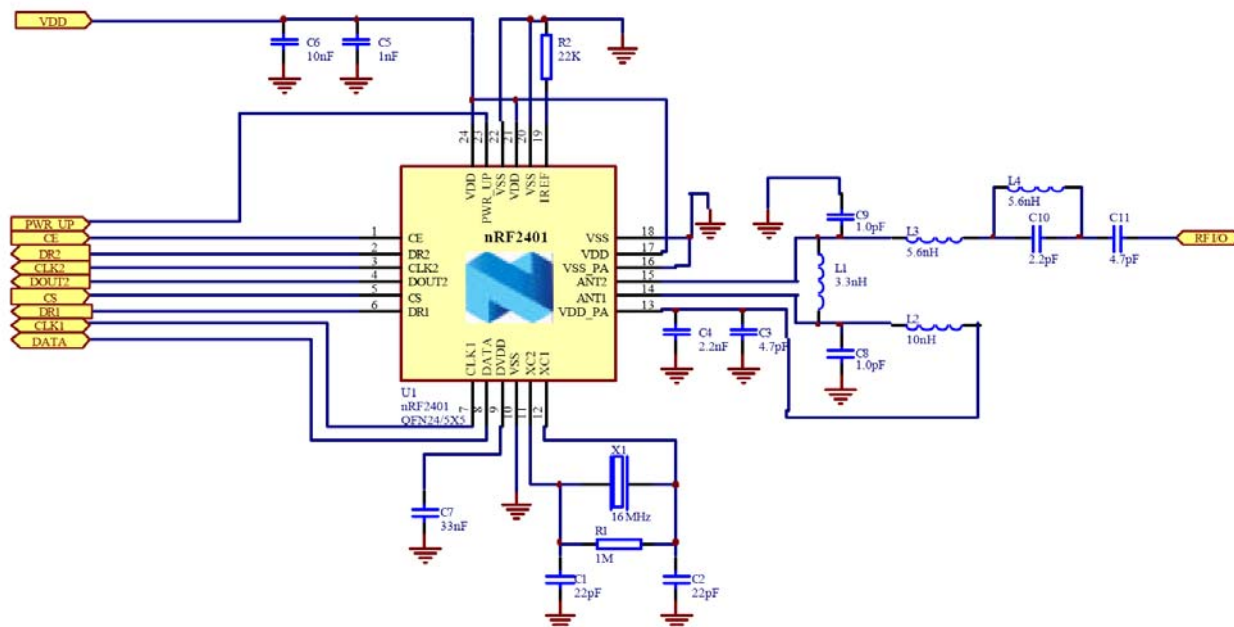 VDD
C6
10nF
C5
1nF
R2
22K
24
23
22
21
20
19
VDD
PWR_UP
VSS
VDD
VSS
IREF
nRF2401
PWR_UP
CE
DR2
CLK2
DOUT2
CS
DR1
CLK1
DATA
1
2
3
4
5
6
CE
DR2
CLK2
DOUT2
CS
DR1
VSS
VDD
VSS_PA
ANT2
ANT1
VDD_PA
18
17
16
15
14
13
CLK1
DATA
DVDD
VSS
XC2
XC1
7
8
9
10
11
12
U1
nRF2401
QFN24/5X5
C9
1.0pF
L4
5.6nH
L3
5.6nH
C10
2.2pF
C11
4.7pF
RF I/O
L1
3.3nH
L2
10nH
C4
2.2nF
C3
4.7pF
C8
1.0pF
C7
33nF
X1
16 MHz
R1
1M
C1
22pF
C2
22pF